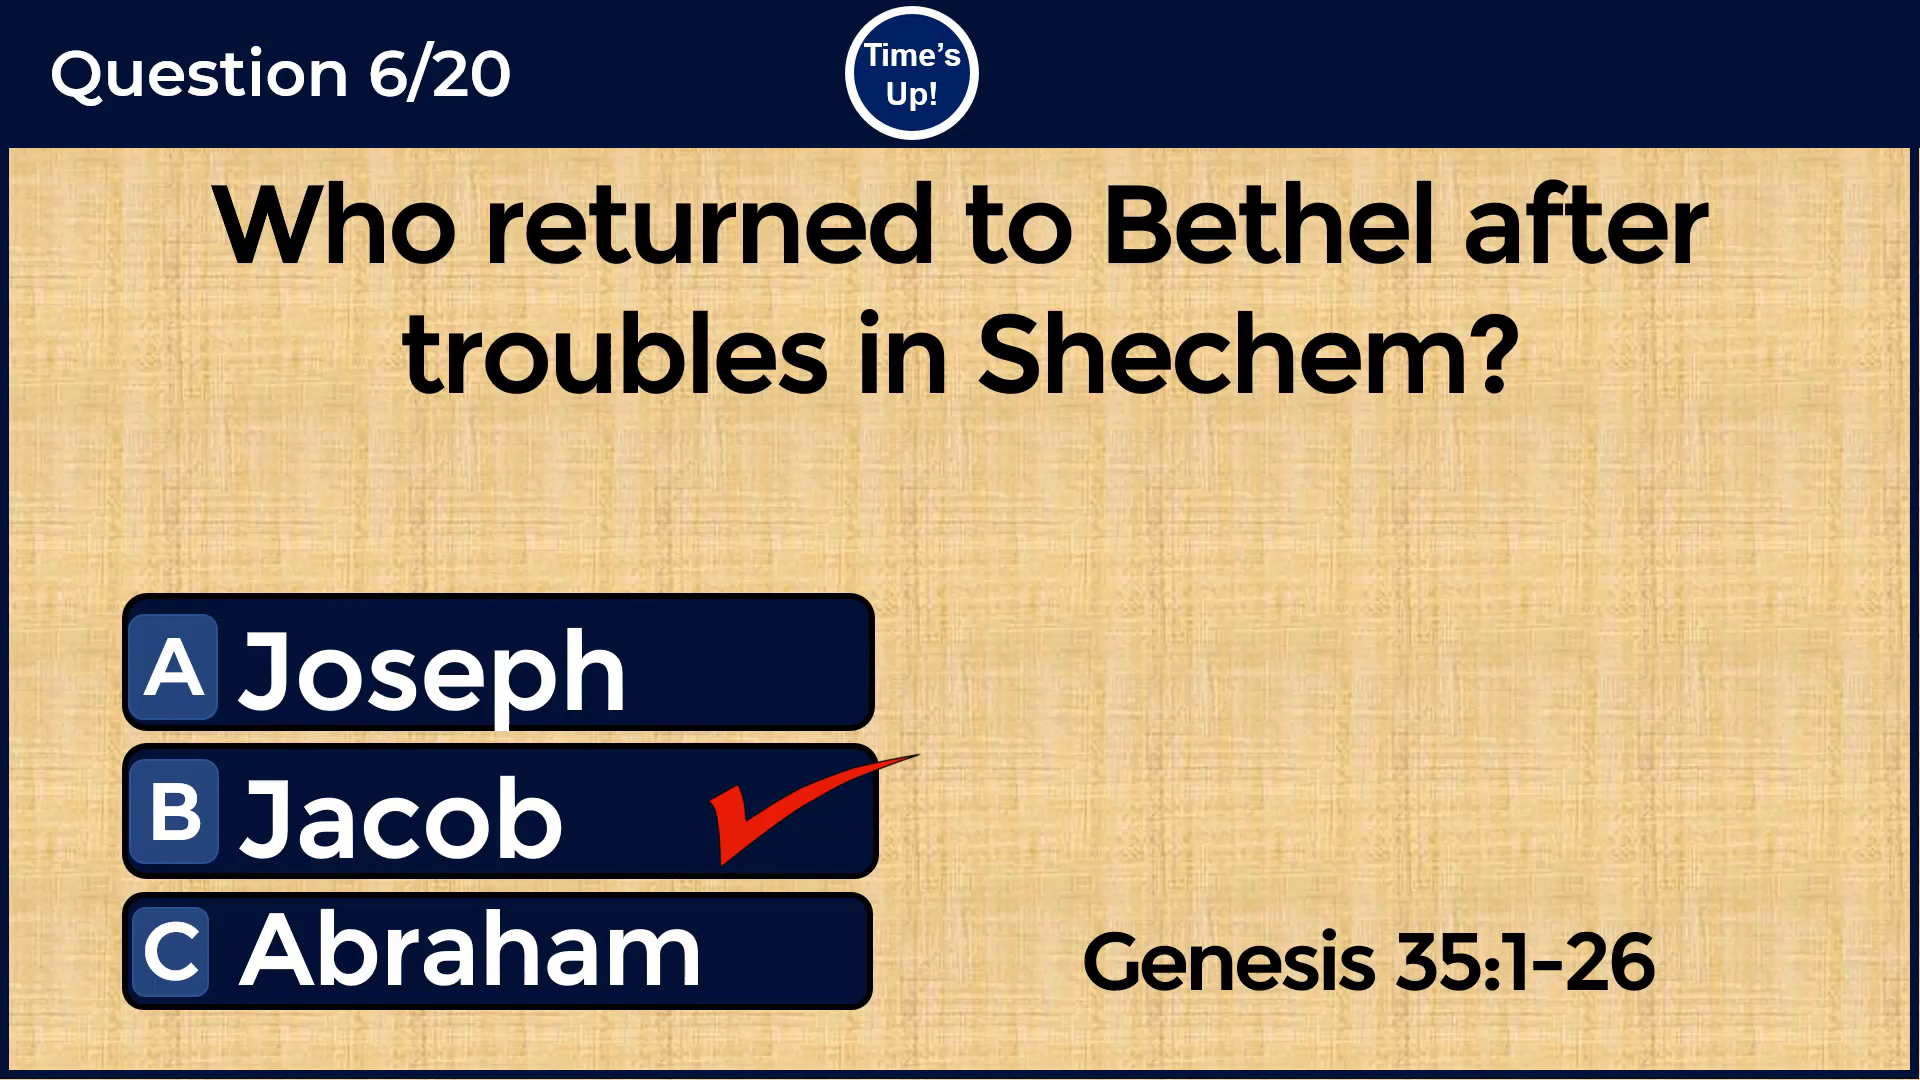 Question 6/20
Time’s
Up!
Who returned to Bethel after
troubles in Shechem?
A Joseph
B Jacob
C Abraham
Genesis 35:1-26